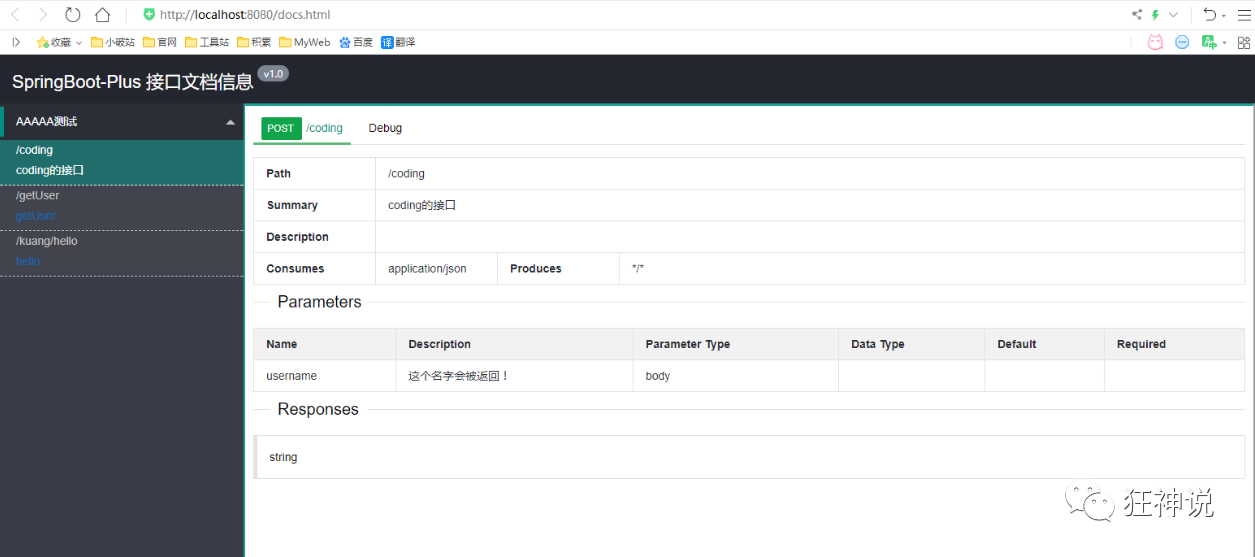 http://localhost:8080/docs.html
收藏 小破站 官网 工具站 积累 MyWeb 百度 译 翻译
SpringBoot-Plus 接口文档信息 v1.0
AAAAA测试
/coding
coding的接口
/getUser
getUser
/kuang/hello
hello
POST /coding Debug
Path /coding
Summary coding的接口
Description
Consumes application/json Produces */*
Parameters
Name Description Parameter Type Data Type Default Required
username 这个名字会被返回！ body
Responses
string
狂神说